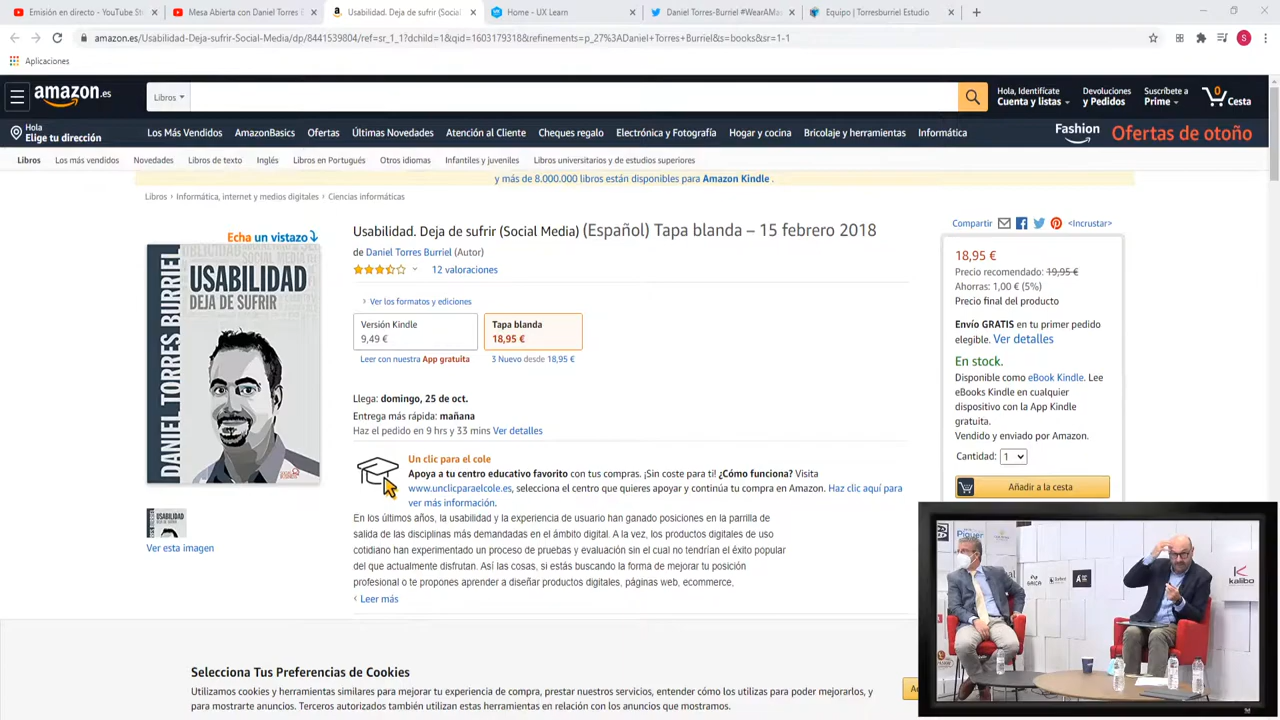 Emisión en directo - YouTube St
Mesa Abierta con Daniel Torres B
Usabilidad. Deja de sufrir (Socia
Home - UX Learn
Daniel Torres-Burriel #WearAMas
Equipo | Torresburriel Estudio
amazon.es/Usabilidad-Deja-sufrir-Social-Media/dp/8441539804/ref=sr_1_1?dchild=1&qid=1603179318&refinements=p_27%3ADaniel+Torres+Burriel&s=books&sr=1-1
S
Aplicaciones
amazon.es
Libros
Hola, Identifícate
Cuenta y listas
Devoluciones
y Pedidos
Suscríbete a
Prime
0
Cesta
Hola
Elige tu dirección
Los Más Vendidos
AmazonBasics
Ofertas
Últimas Novedades
Atención al Cliente
Cheques regalo
Electrónica y Fotografía
Hogar y cocina
Bricolaje y herramientas
Informática
Fashion
Ofertas de otoño
Libros
Los más vendidos
Novedades
Libros de texto
Inglés
Libros en Portugués
Otros idiomas
Infantiles y juveniles
Libros universitarios y de estudios superiores
y más de 8.000.000 libros están disponibles para Amazon Kindle .
Libros › Informática, internet y medios digitales › Ciencias informáticas
Echa un vistazo
USABILIDAD
DEJA DE SUFRIR
DANIEL TORRES BURRIEL
Ver esta imagen
Usabilidad. Deja de sufrir (Social Media) (Español) Tapa blanda – 15 febrero 2018
de Daniel Torres Burriel (Autor)
12 valoraciones
› Ver los formatos y ediciones
Versión Kindle
9,49 €
Tapa blanda
18,95 €
Leer con nuestra App gratuita
3 Nuevo desde 18,95 €
Llega: domingo, 25 de oct.
Entrega más rápida: mañana
Haz el pedido en 9 hrs y 33 mins Ver detalles
Un clic para el cole
Apoya a tu centro educativo favorito con tus compras. ¡Sin coste para ti! ¿Cómo funciona? Visita
www.unclicparaelcole.es, selecciona el centro que quieres apoyar y continúa tu compra en Amazon. Haz clic aquí para
ver más información.
En los últimos años, la usabilidad y la experiencia de usuario han ganado posiciones en la parrilla de
salida de las disciplinas más demandadas en el ámbito digital. A la vez, los productos digitales de uso
cotidiano han experimentado un proceso de pruebas y evaluación sin el cual no tendrían el éxito popular
del que actualmente disfrutan. Así las cosas, si estás buscando la forma de mejorar tu posición
profesional o te propones aprender a diseñar productos digitales, páginas web, ecommerce,
‹ Leer más
Compartir
<Incrustar>
18,95 €
Precio recomendado: 19,95 €
Ahorras: 1,00 € (5%)
Precio final del producto
Envío GRATIS en tu primer pedido
elegible. Ver detalles
En stock.
Disponible como eBook Kindle. Lee
eBooks Kindle en cualquier
dispositivo con la App Kindle
gratuita.
Vendido y enviado por Amazon.
Cantidad: 1
Añadir a la cesta
Piquer
kalibo
Selecciona Tus Preferencias de Cookies
Utilizamos cookies y herramientas similares para mejorar tu experiencia de compra, prestar nuestros servicios, entender cómo los utilizas para poder mejorarlos, y
para mostrarte anuncios. Terceros autorizados también utilizan estas herramientas en relación con los anuncios que mostramos.